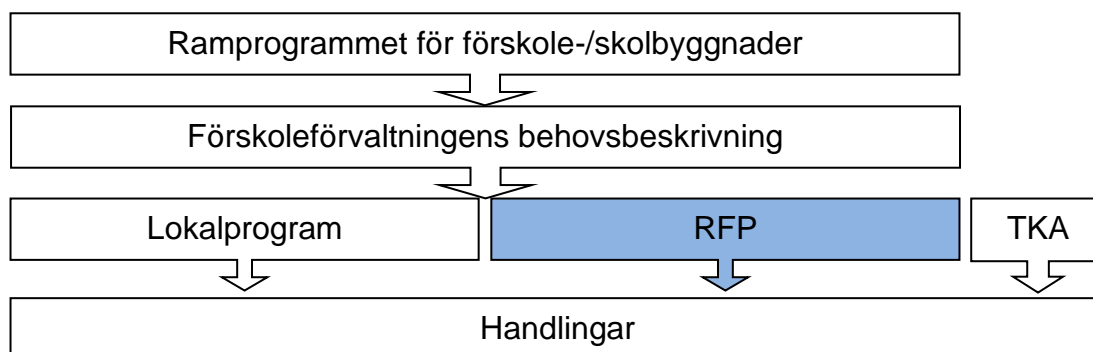 Ramprogrammet för förskole-/skolbyggnader
Förskoleförvaltningens behovsbeskrivning
Lokalprogram
RFP
TKA
Handlingar